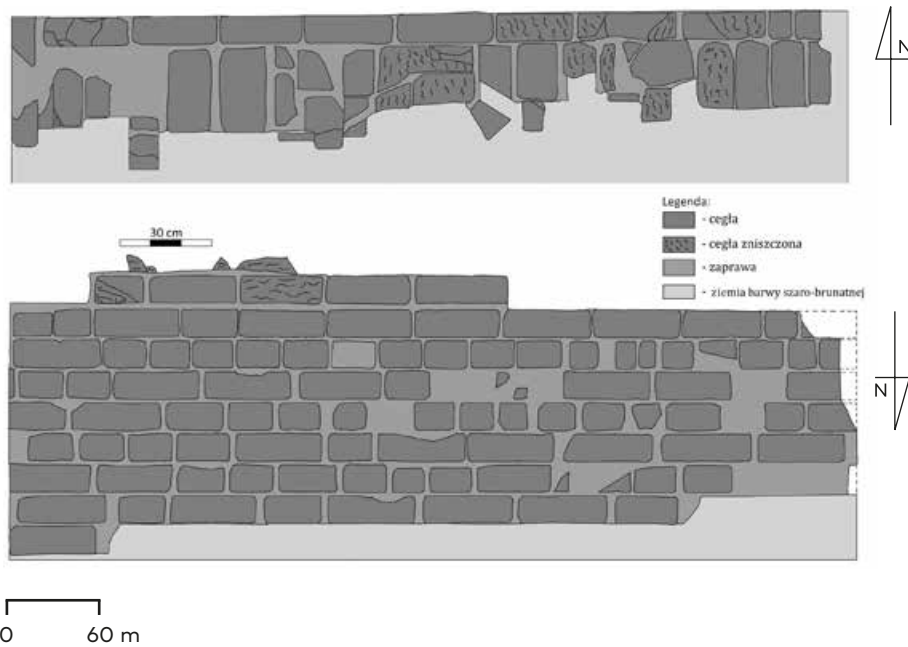 N
Legenda:
- cegła
- cegła zniszczona
- zaprawa
- ziemia barwy szaro-brunatnej
30 cm
N
0 60 m